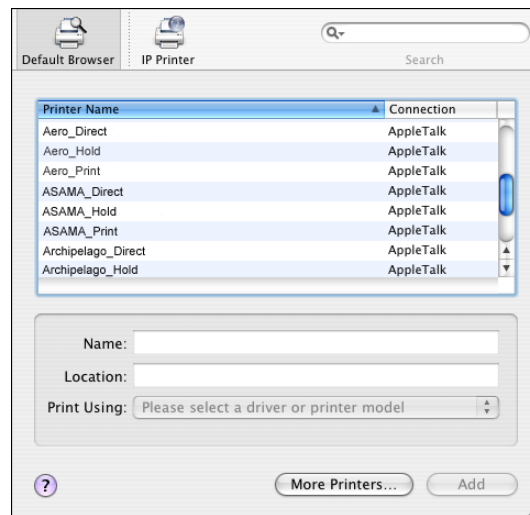 Default Browser
IP Printer
Search
Printer Name
Connection
Aero_Direct AppleTalk
Aero_Hold AppleTalk
Aero_Print AppleTalk
ASAMA_Direct AppleTalk
ASAMA_Hold AppleTalk
ASAMA_Print AppleTalk
Archipelago_Direct AppleTalk
Archipelago_Hold AppleTalk
Name:
Location:
Print Using: Please select a driver or printer model
? More Printers... Add